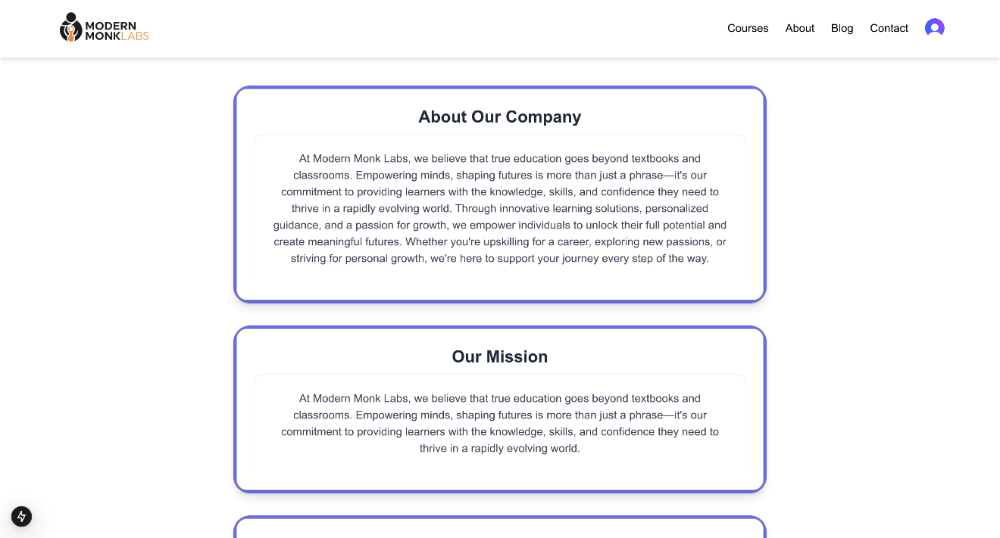 MODERN
MONKLABS
Courses
About
Blog
Contact
About Our Company
At Modern Monk Labs, we believe that true education goes beyond textbooks and
classrooms. Empowering minds, shaping futures is more than just a phrase—it's our
commitment to providing learners with the knowledge, skills, and confidence they need to
thrive in a rapidly evolving world. Through innovative learning solutions, personalized
guidance, and a passion for growth, we empower individuals to unlock their full potential and
create meaningful futures. Whether you're upskilling for a career, exploring new passions, or
striving for personal growth, we're here to support your journey every step of the way.
Our Mission
At Modern Monk Labs, we believe that true education goes beyond textbooks and
classrooms. Empowering minds, shaping futures is more than just a phrase—it's our
commitment to providing learners with the knowledge, skills, and confidence they need to
thrive in a rapidly evolving world.